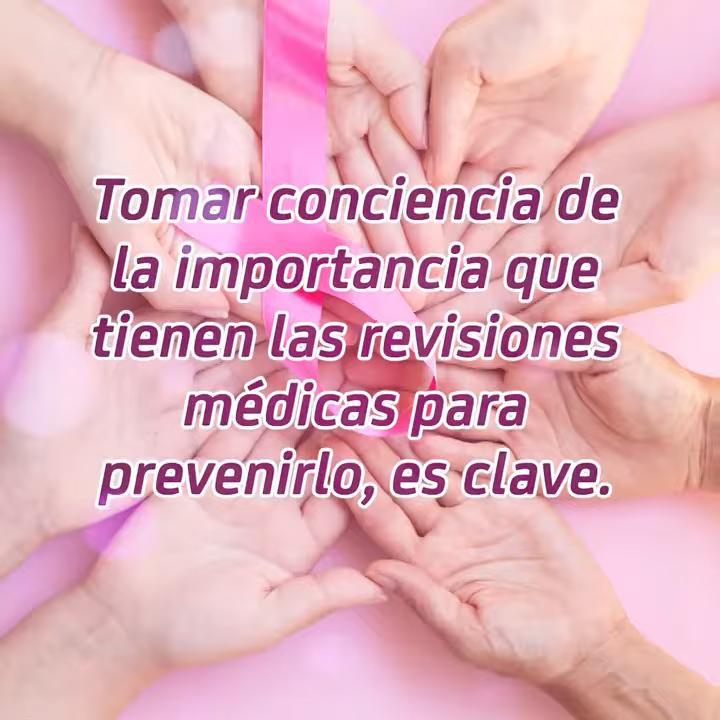 Tomar conciencia de
la importancia que
tienen las revisiones
médicas para
prevenirlo, es clave.